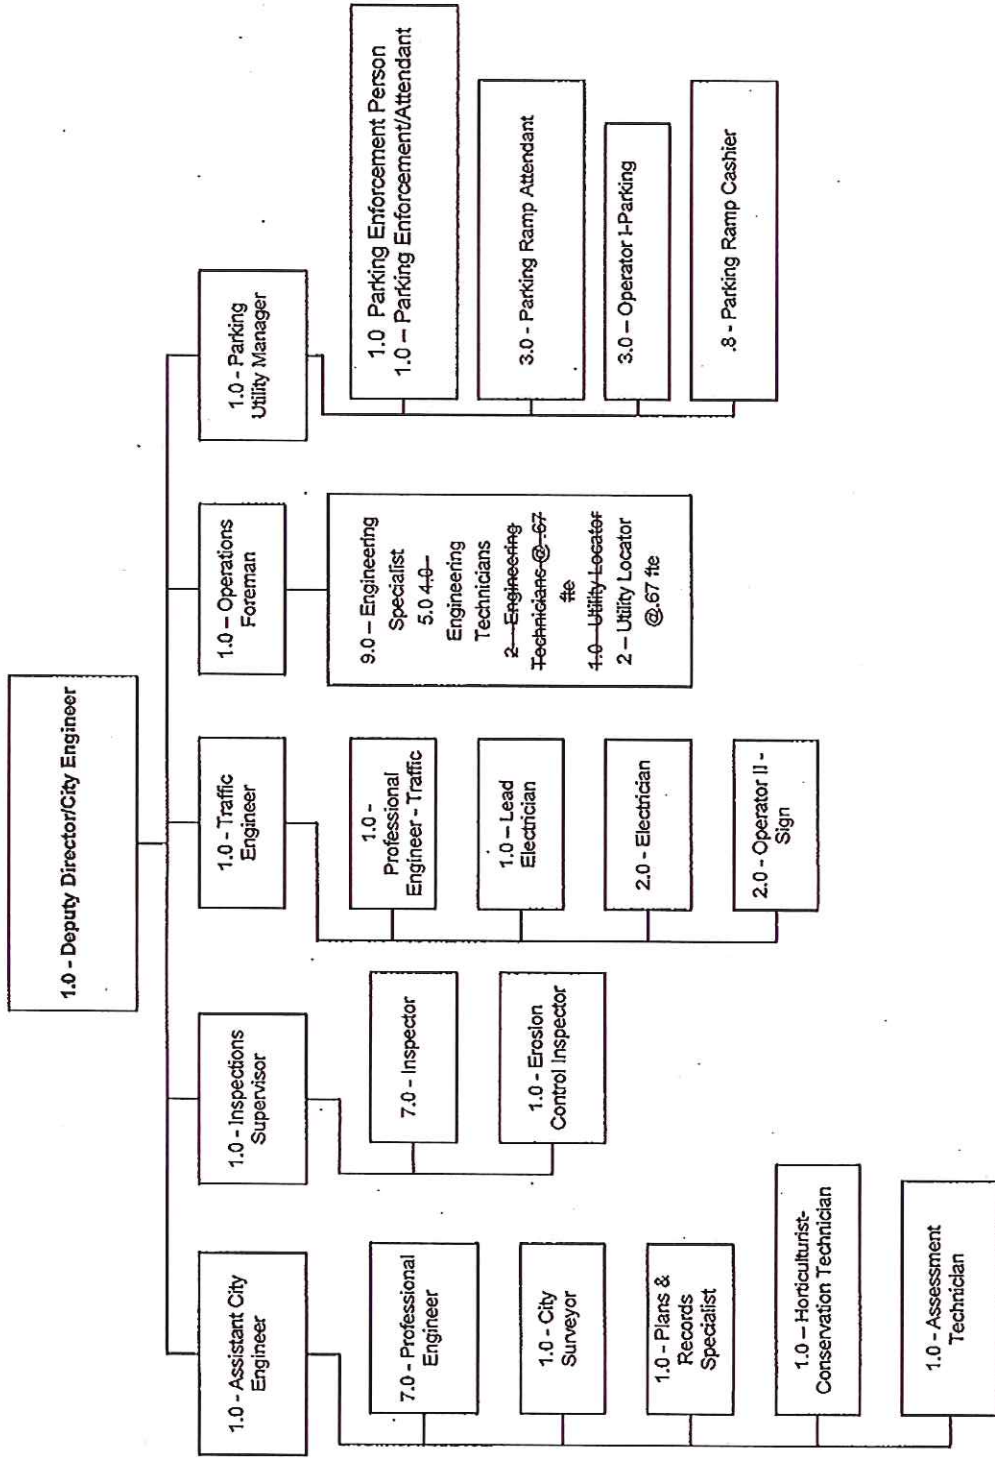 1.0 - Deputy Director/City Engineer
1.0 - Assistant City
Engineer
7.0 - Professional
Engineer
1.0 - City
Surveyor
1.0 - Plans &
Records
Specialist
1.0 – Horticulturist-
Conservation Technician
1.0 - Assessment
Technician
1.0 - Inspections
Supervisor
7.0 - Inspector
1.0 - Erosion
Control Inspector
1.0 - Traffic
Engineer
1.0 -
Professional
Engineer - Traffic
1.0 – Lead
Electrician
2.0 - Electrician
2.0 - Operator II -
Sign
1.0 – Operations
Foreman
9.0 – Engineering
Specialist
5.0 4.0 –
Engineering
Technicians
2 – Engineering
Technicians @ .67
fte
1.0 – Utility Locator
2 – Utility Locator
@.67 fte
1.0 - Parking
Utility Manager
1.0 Parking Enforcement Person
1.0 – Parking Enforcement/Attendant
3.0 - Parking Ramp Attendant
3.0 – Operator I-Parking
.8 - Parking Ramp Cashier